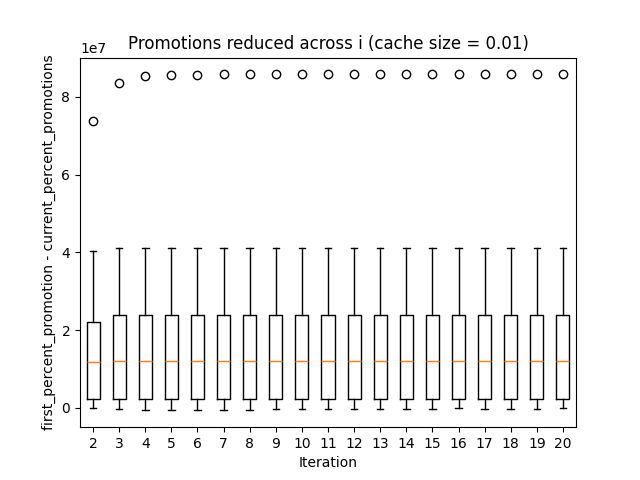 Promotions reduced across i (cache size = 0.01)
1e7
first_percent_promotion - current_percent_promotions
8
6
4
2
0
2 3 4 5 6 7 8 9 10 11 12 13 14 15 16 17 18 19 20
Iteration